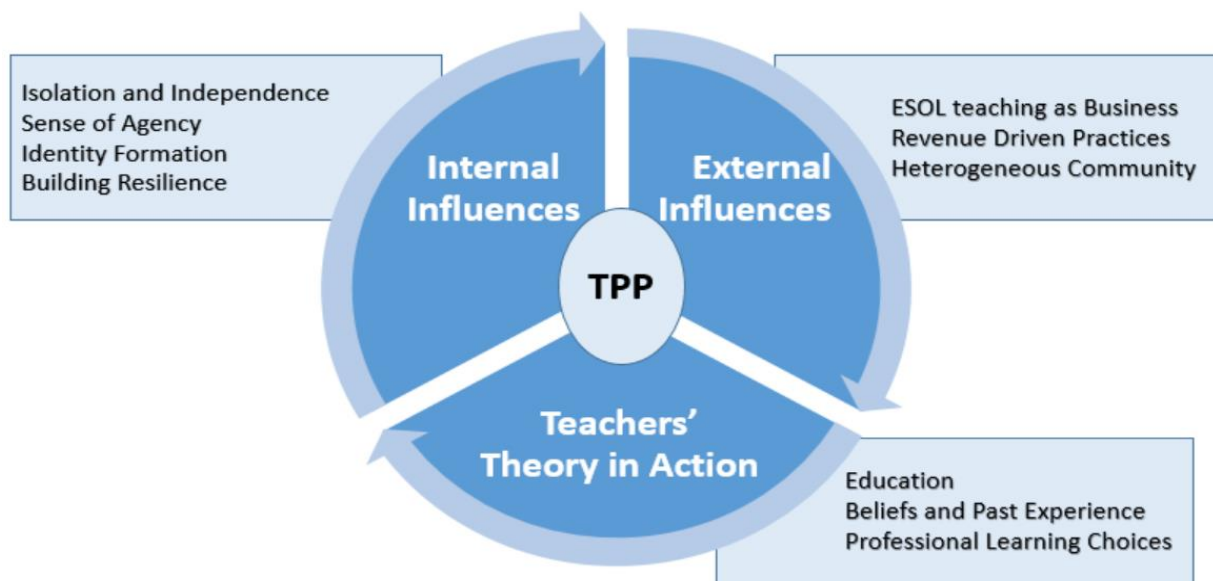 Isolation and Independence
Sense of Agency
Identity Formation
Building Resilience
Internal
Influences
External
Influences
ESOL teaching as Business
Revenue Driven Practices
Heterogeneous Community
TPP
Teachers’
Theory in Action
Education
Beliefs and Past Experience
Professional Learning Choices